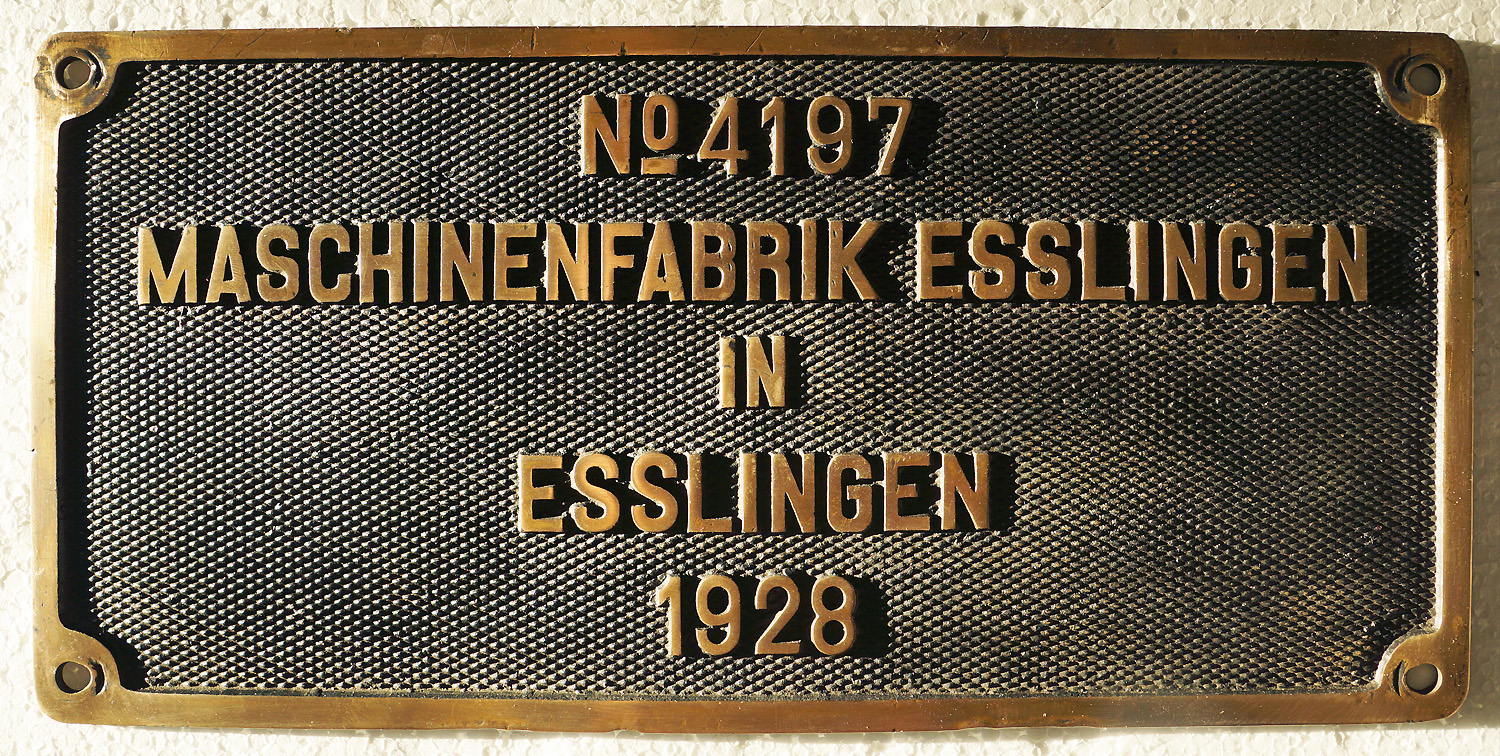 Nº 4197
MASCHINENFABRIK ESSLINGEN
IN
ESSLINGEN
1928